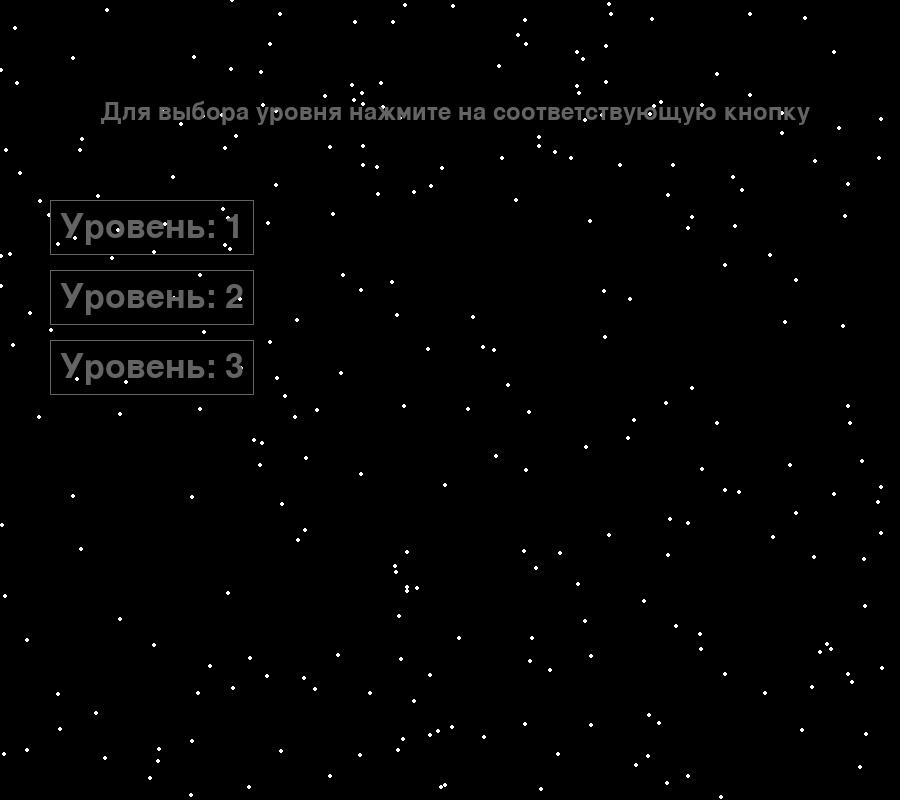 Для выбора уровня нажмите на соответствующую кнопку
Уровень: 1
Уровень: 2
Уровень: 3